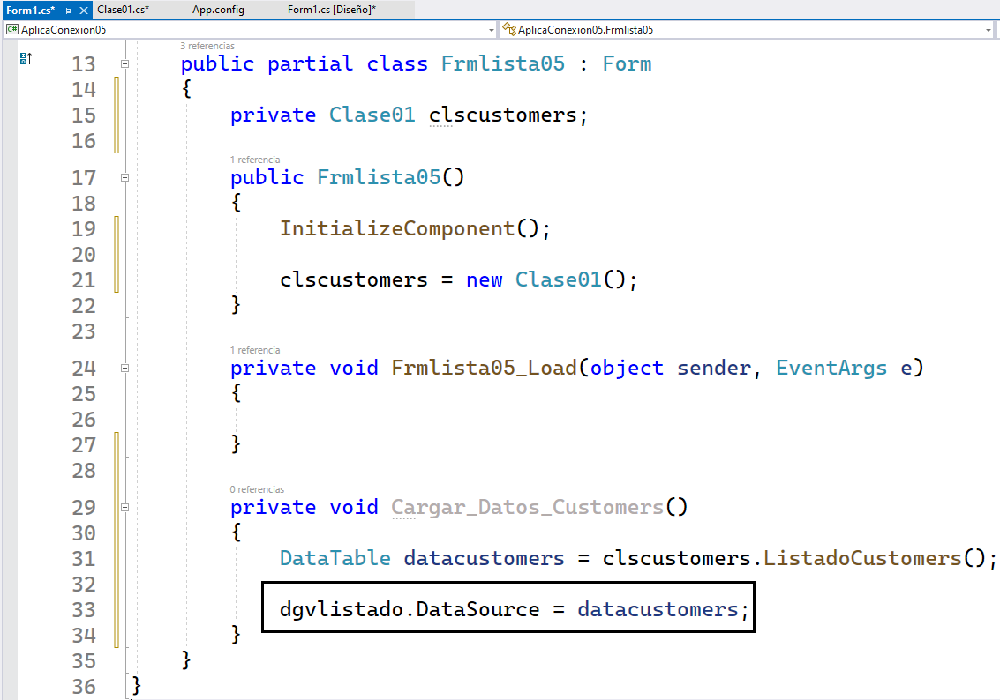 Form1.cs* Clase01.cs* App.config Form1.cs [Diseño]*
C# AplicaConexion05 AplicaConexion05.Frmlista05
3 referencias
13 public partial class Frmlista05 : Form
14 {
15 private Clase01 clscustomers;
16
1 referencia
17 public Frmlista05()
18 {
19 InitializeComponent();
20
21 clscustomers = new Clase01();
22 }
23
1 referencia
24 private void Frmlista05_Load(object sender, EventArgs e)
25 {
26
27 }
28
0 referencias
29 private void Cargar_Datos_Customers()
30 {
31 DataTable datacustomers = clscustomers.ListadoCustomers();
32
33 dgvlistado.DataSource = datacustomers;
34 }
35 }
36 }